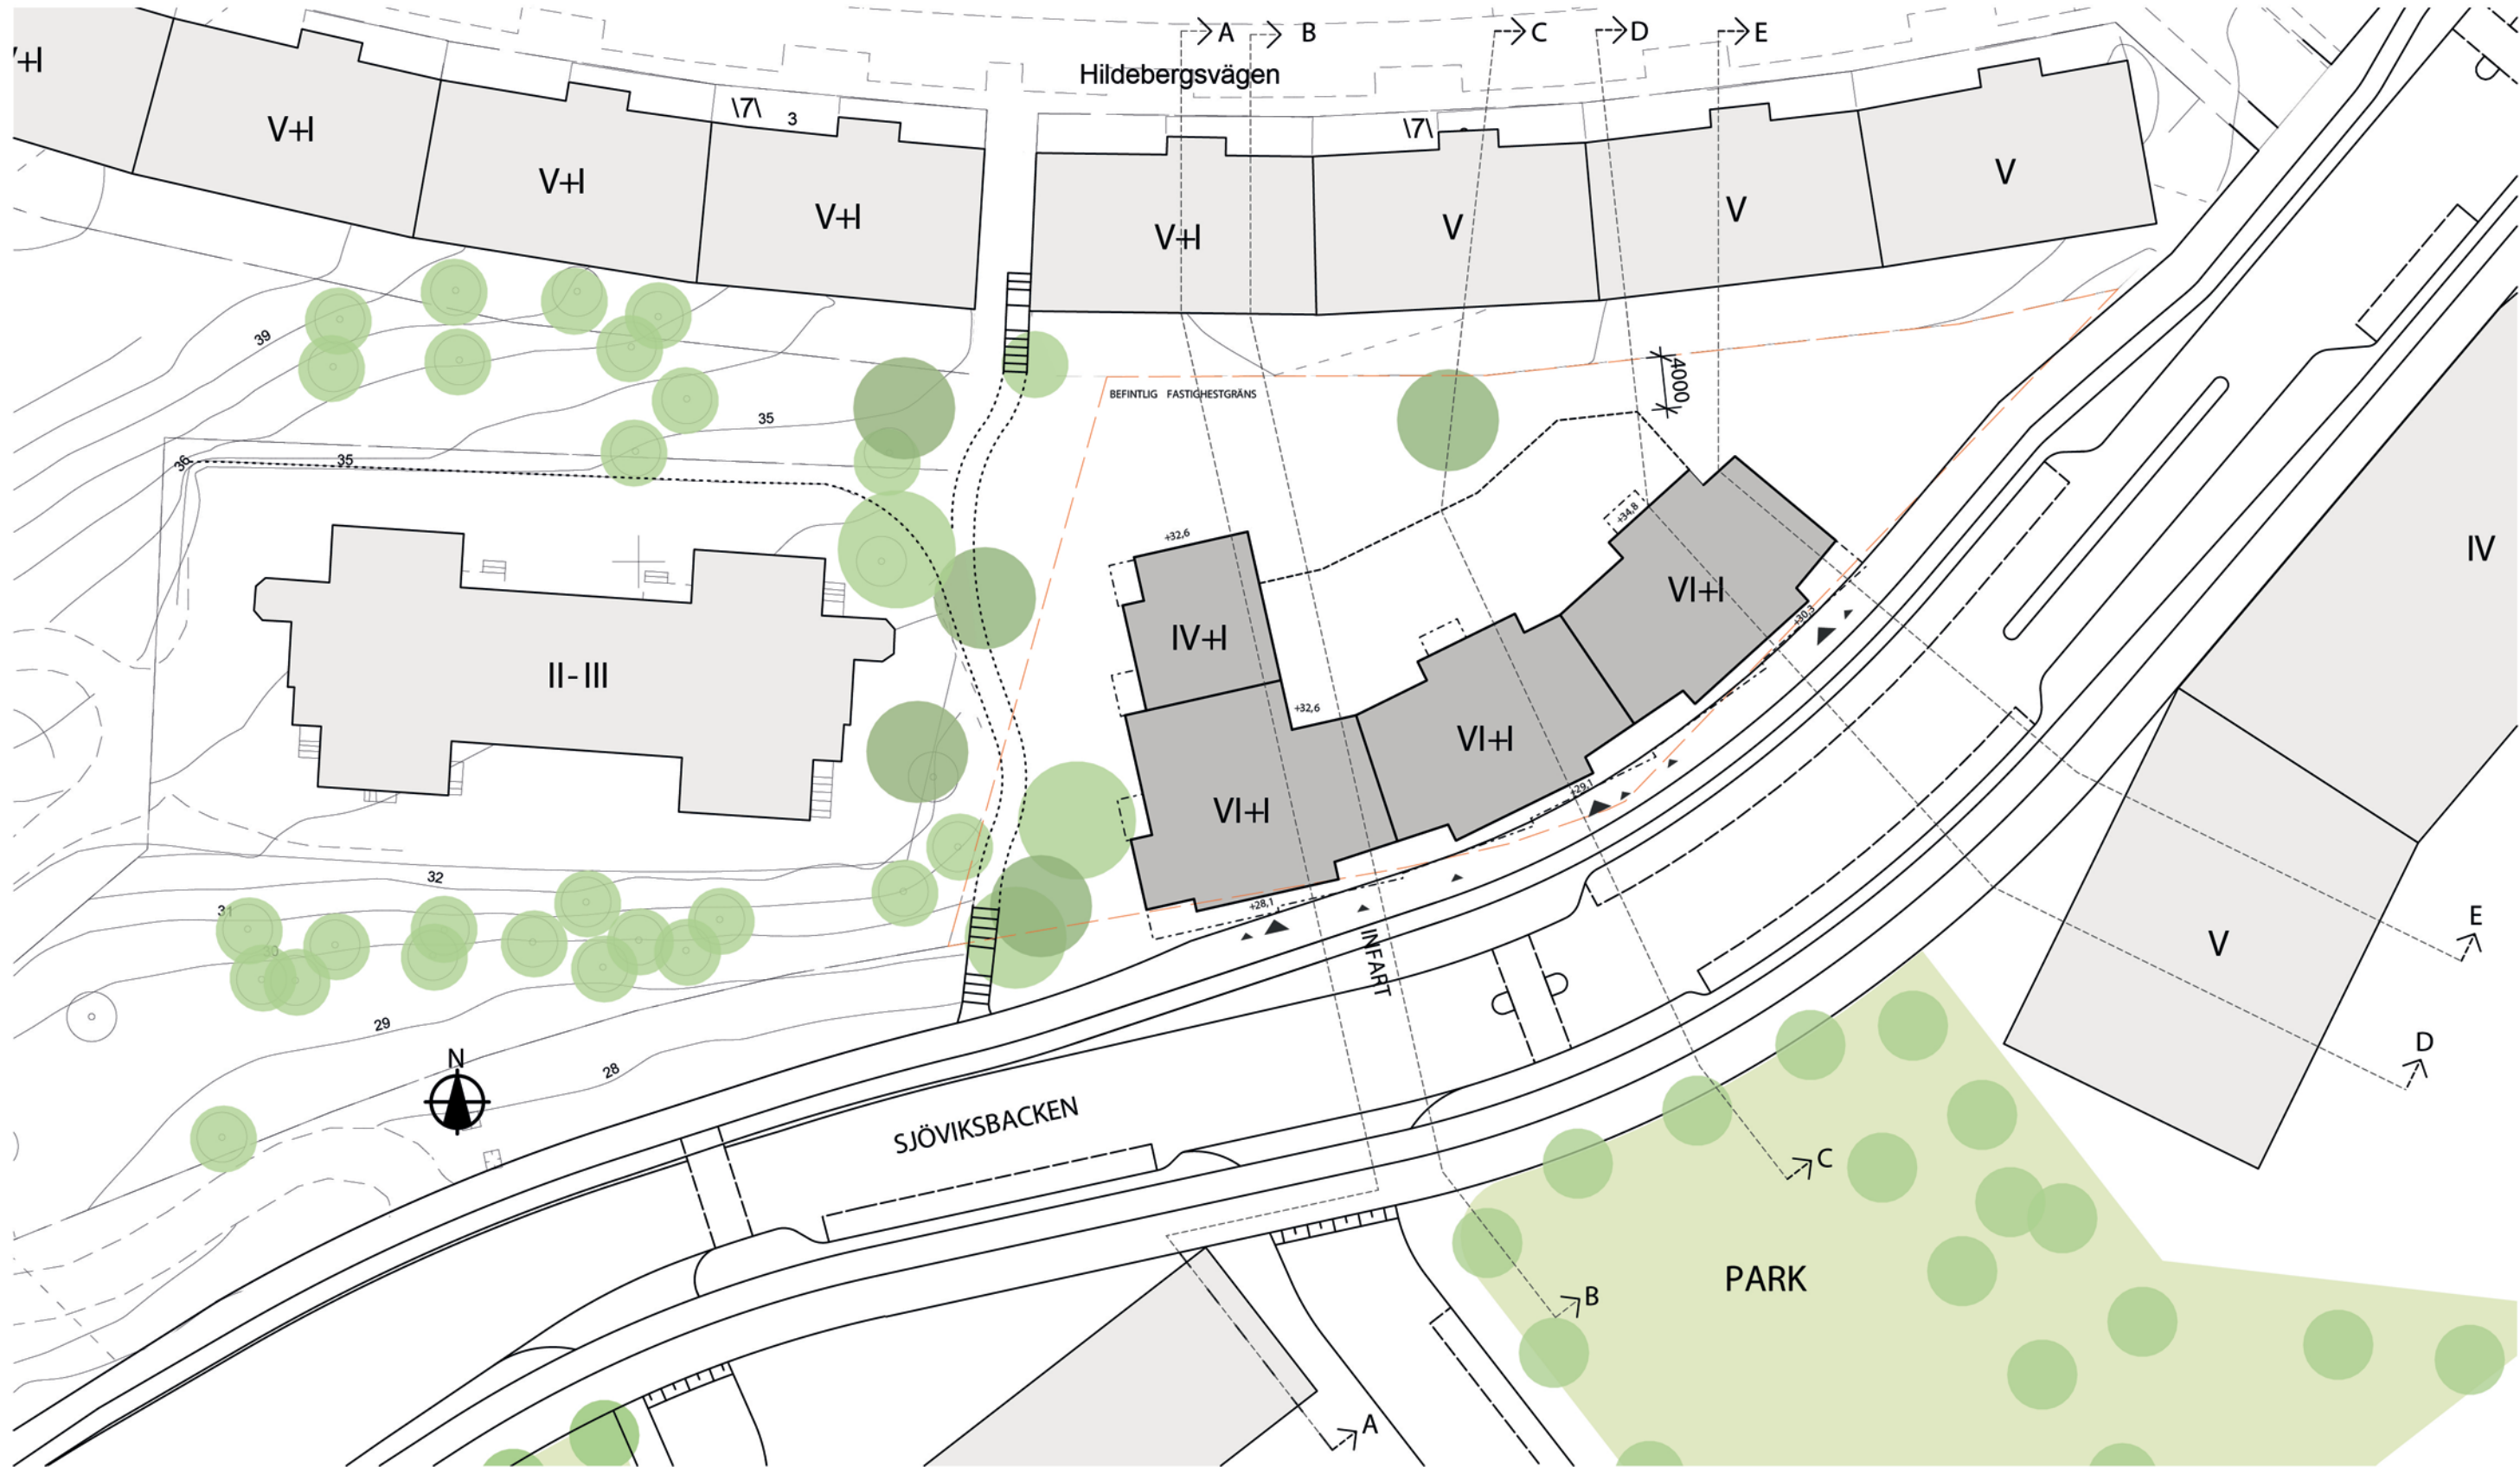 A
B
C
D
E
Hildebergsvägen
V+I
V+I
\7\
3
\7\
V+I
V+I
V+I
V
V
V
39
4000
BEFINTLIG FASTIGHESTGRÄNS
35
36
35
+32,6
+34,8
IV
VI+I
+30,3
IV+I
II-III
+32,6
VI+I
+29,1
VI+I
32
+28,1
31
30
INFART
E
V
29
N
28
D
SJÖVIKSBACKEN
C
PARK
B
A